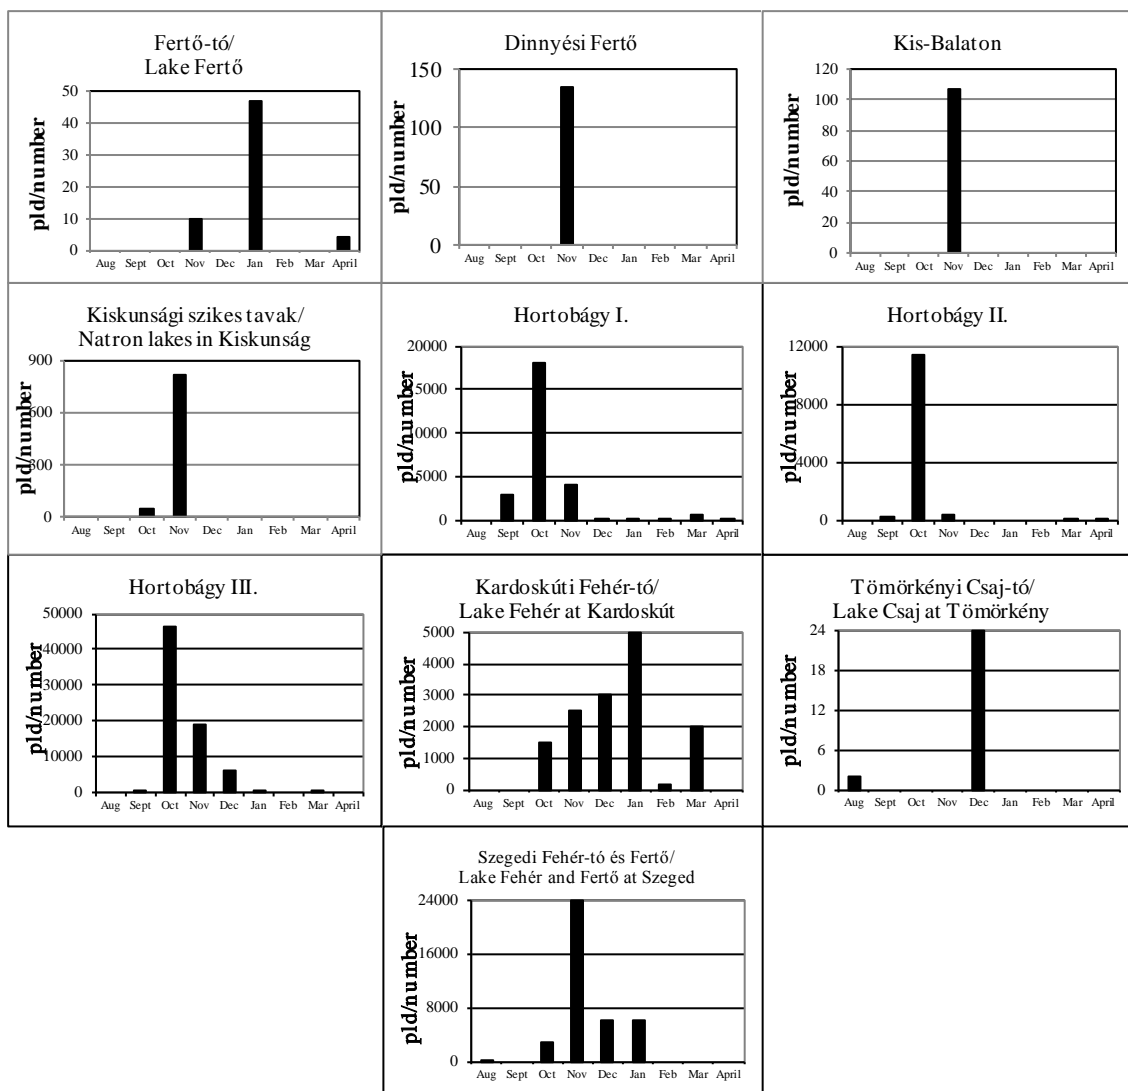 Fertő-tó/
Lake Fertő
pld/number
50
40
30
20
10
0
Aug Sept Oct Nov Dec Jan Feb Mar April
Dinnyési Fertő
pld/number
150
100
50
0
Aug Sept Oct Nov Dec Jan Feb Mar April
Kis-Balaton
pld/number
120
100
80
60
40
20
0
Aug Sept Oct Nov Dec Jan Feb Mar April
Kiskunsági szikes tavak/
Natron lakes in Kiskunság
pld/number
900
600
300
0
Aug Sept Oct Nov Dec Jan Feb Mar April
Hortobágy I.
pld/number
20000
15000
10000
5000
0
Aug Sept Oct Nov Dec Jan Feb Mar April
Hortobágy II.
pld/number
12000
8000
4000
0
Aug Sept Oct Nov Dec Jan Feb Mar April
Hortobágy III.
pld/number
50000
40000
30000
20000
10000
0
Aug Sept Oct Nov Dec Jan Feb Mar April
Kardoskúti Fehér-tó/
Lake Fehér at Kardoskút
pld/number
5000
4000
3000
2000
1000
0
Aug Sept Oct Nov Dec Jan Feb Mar April
Tömörkényi Csaj-tó/
Lake Csaj at Tömörkény
pld/number
24
18
12
6
0
Aug Sept Oct Nov Dec Jan Feb Mar April
Szegedi Fehér-tó és Fertő/
Lake Fehér and Fertő at Szeged
pld/number
24000
16000
8000
0
Aug Sept Oct Nov Dec Jan Feb Mar April